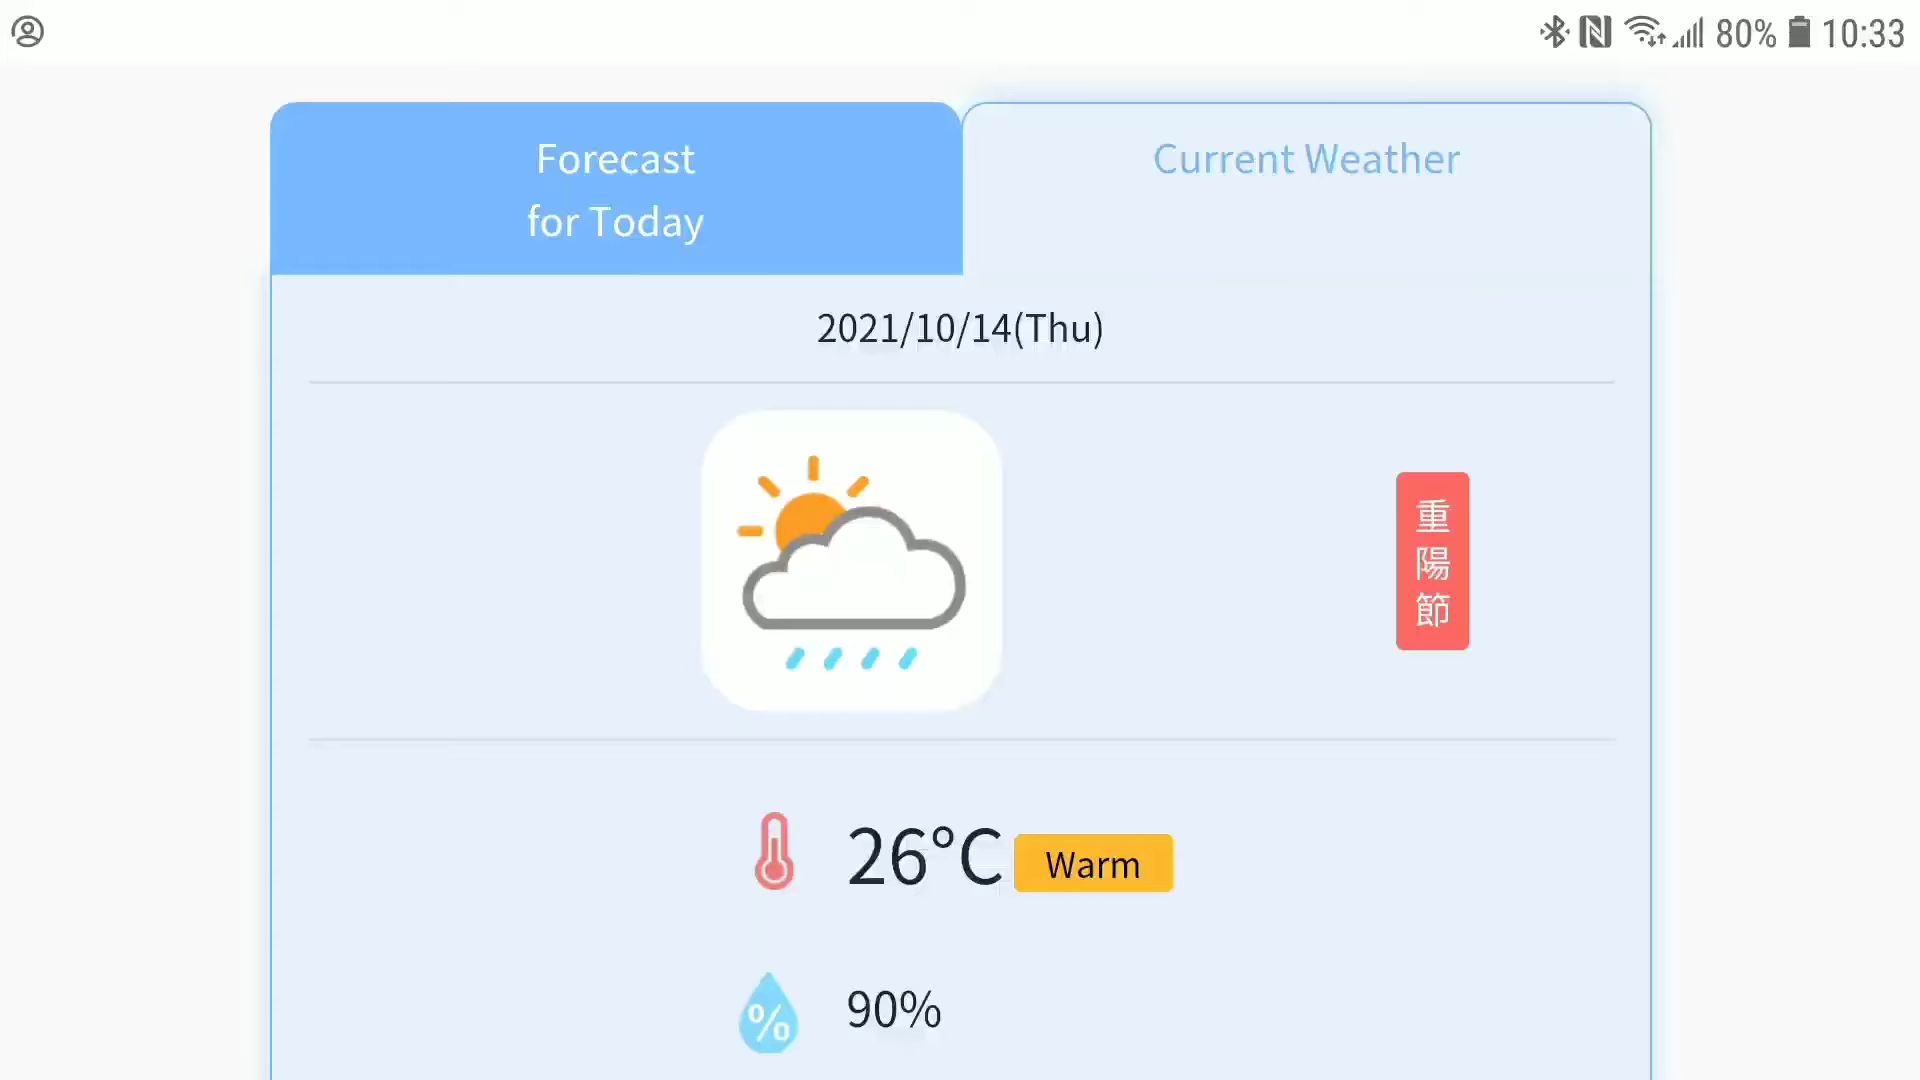 80% 10:33
Forecast
for Today
Current Weather
2021/10/14(Thu)
重
陽
節
26°C Warm
% 90%